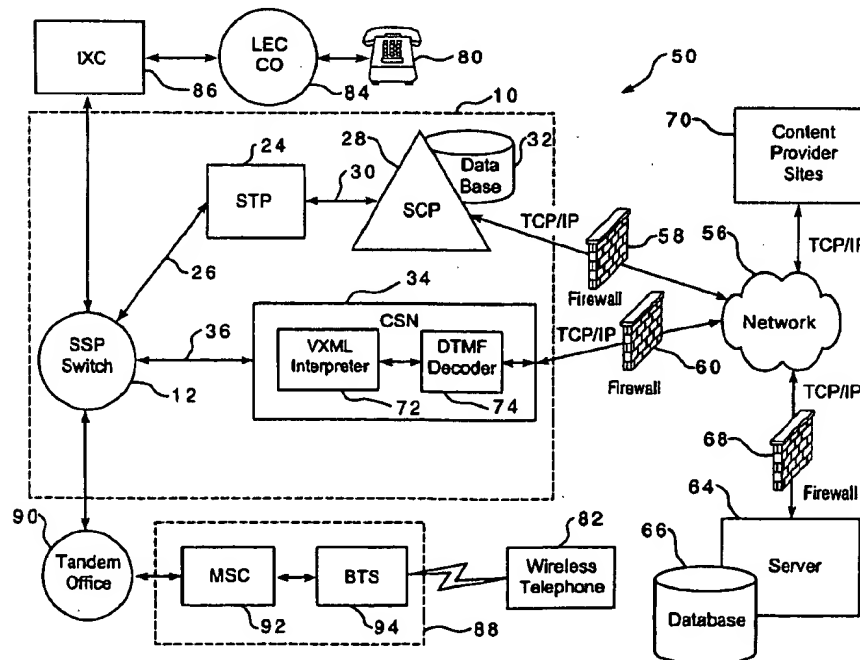 IXC
86
LEC
CO
84
80
50
10
70
Content
Provider
Sites
24
STP
30
28
SCP
Data
Base
32
TCP/IP
58
Firewall
56
TCP/IP
Network
26
34
CSN
SSP
Switch
12
36
VXML
Interpreter
72
DTMF
Decoder
74
TCP/IP
60
Firewall
TCP/IP
68
Firewall
64
Server
66
Database
90
Tandem
Office
MSC
92
BTS
94
88
82
Wireless
Telephone